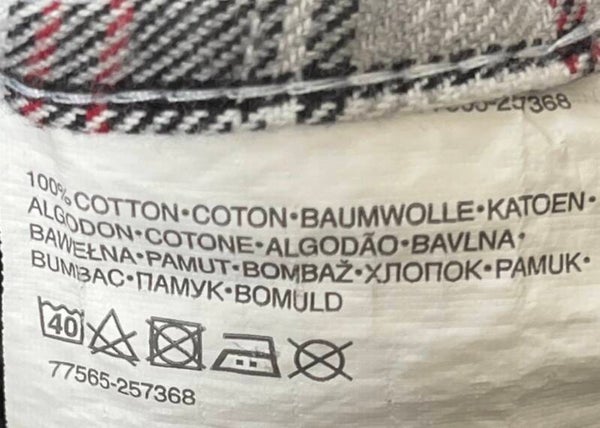 257368
100% COTTON•COTON•BAUMWOLLE•KATOEN•
ALGODON•COTONE•ALGODÃO•BAVLNA•
BAWEŁNA•PAMUT•BOMBAŽ•ХЛОПОК•PAMUK•
BUMBAC•ПАМУК•BOMULD
40
77565-257368